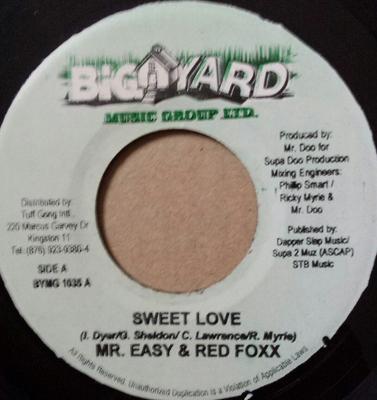 BIG YARD
MUSIC GROUP LTD.
Produced by:
Mr. Doo for
Supa Doo Production
Mixing Engineers:
Phillip Smart /
Ricky Myrie &
Mr. Doo
Distributed by
Tuff Gong Intl.,
220 Marcus Garvey Dr
Kingston 11
Tel: (876) 923-9380-4
Published by:
Dapper Slap Music/
Supa 2 Muz (ASCAP)
STB Music
SIDE A
BYMG 1035 A
SWEET LOVE
(I. Dyer/G. Sheldon/ C. Lawrence/R. Myrie)
MR. EASY & RED FOXX
All Rights Reserved. Unauthorized Duplication is a Violation of Applicable Laws.